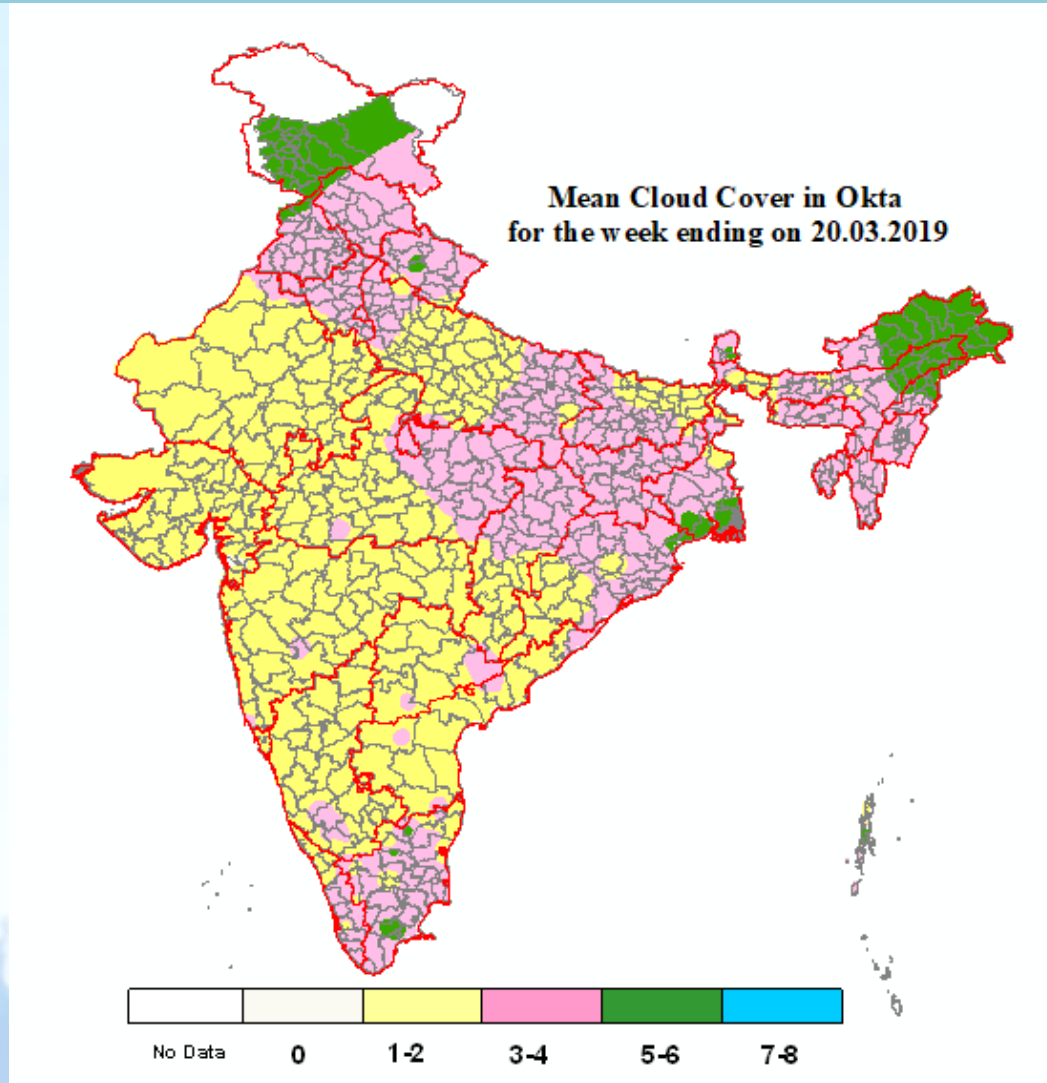 Mean Cloud Cover in Okta
for the week ending on 20.03.2019
No Data 0 1-2 3-4 5-6 7-8